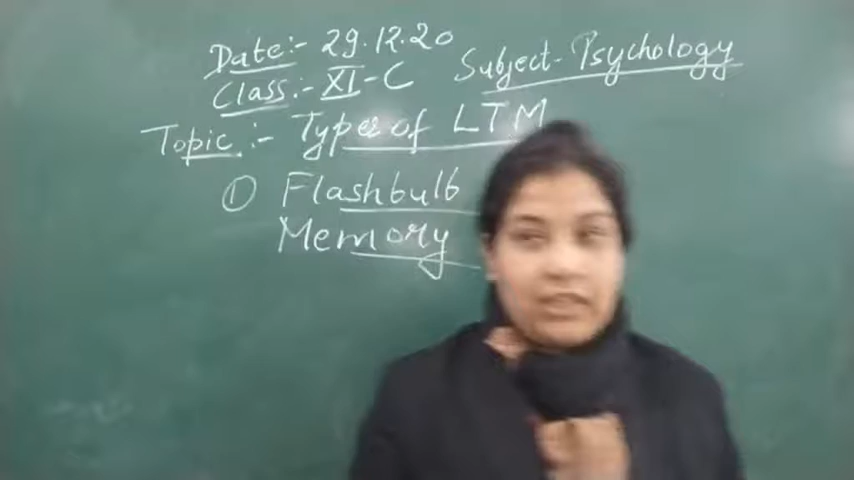 Date:- 29.12.20
Subject- Psychology
Class:- XI-C
Topic:- Types of LTM
① Flashbulb
Memory